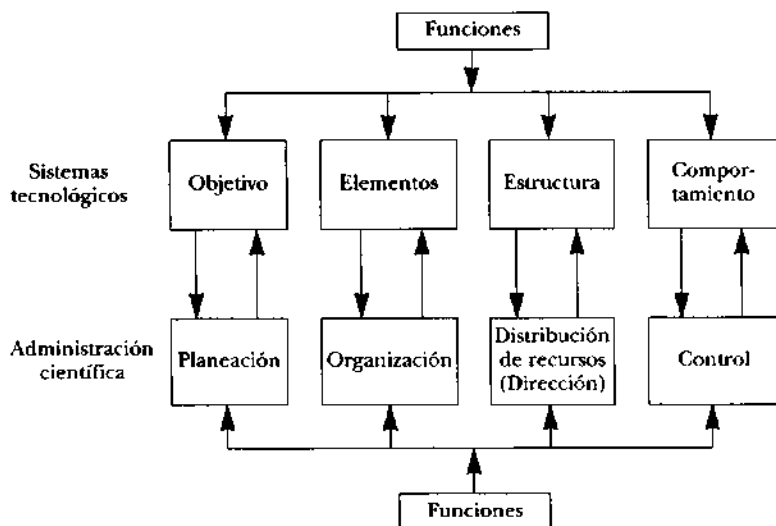 Funciones
Sistemas
tecnológicos
Objetivo
Elementos
Estructura
Compor-
tamiento
Administración
científica
Planeación
Organización
Distribución
de recursos
(Dirección)
Control
Funciones